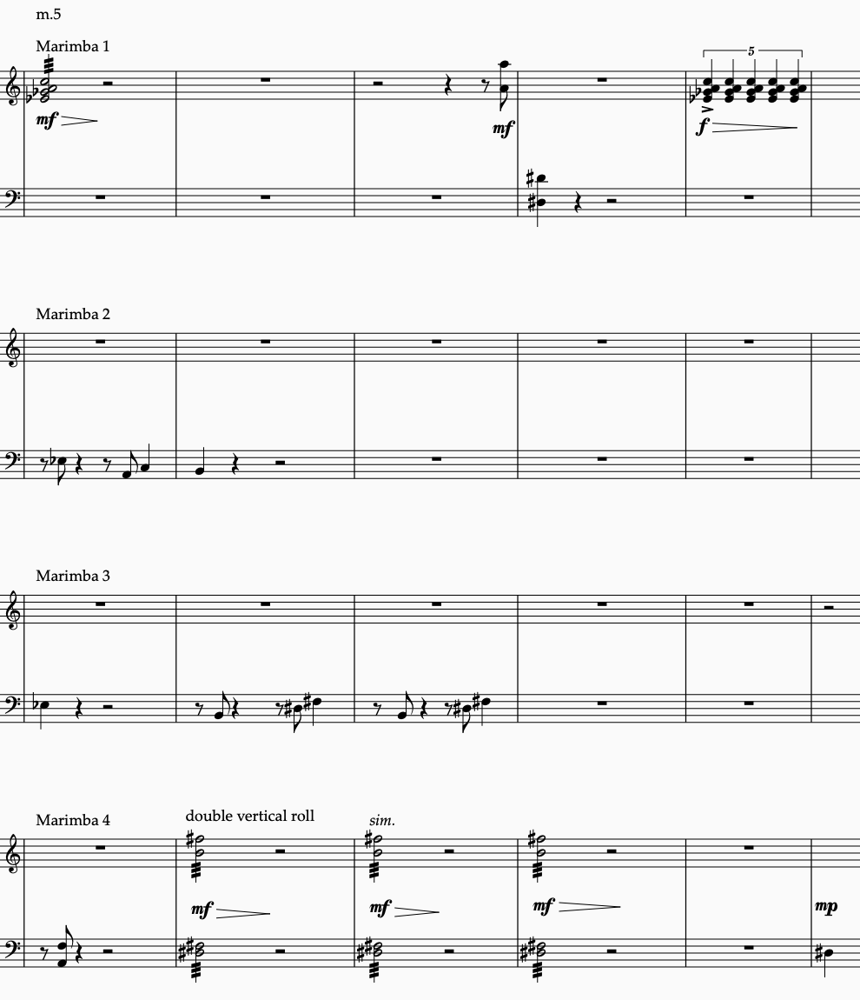 m.5
Marimba 1
5
mf
mf
f
Marimba 2
Marimba 3
Marimba 4
double vertical roll
sim.
mf
mf
mf
mp